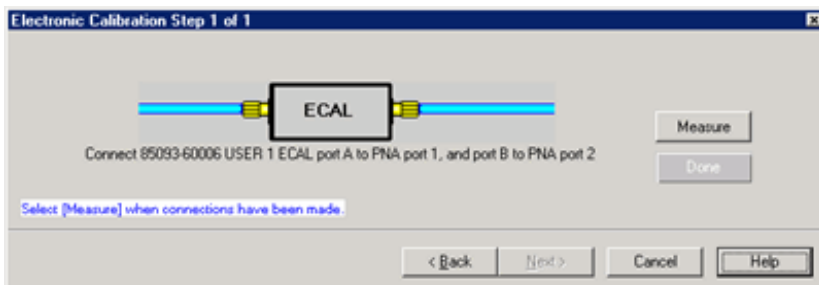 Electronic Calibration Step 1 of 1
ECAL
Connect 85093-60006 USER 1 ECAL port A to PNA port 1, and port B to PNA port 2
Measure
Done
Select [Measure] when connections have been made.
< Back
Next >
Cancel
Help